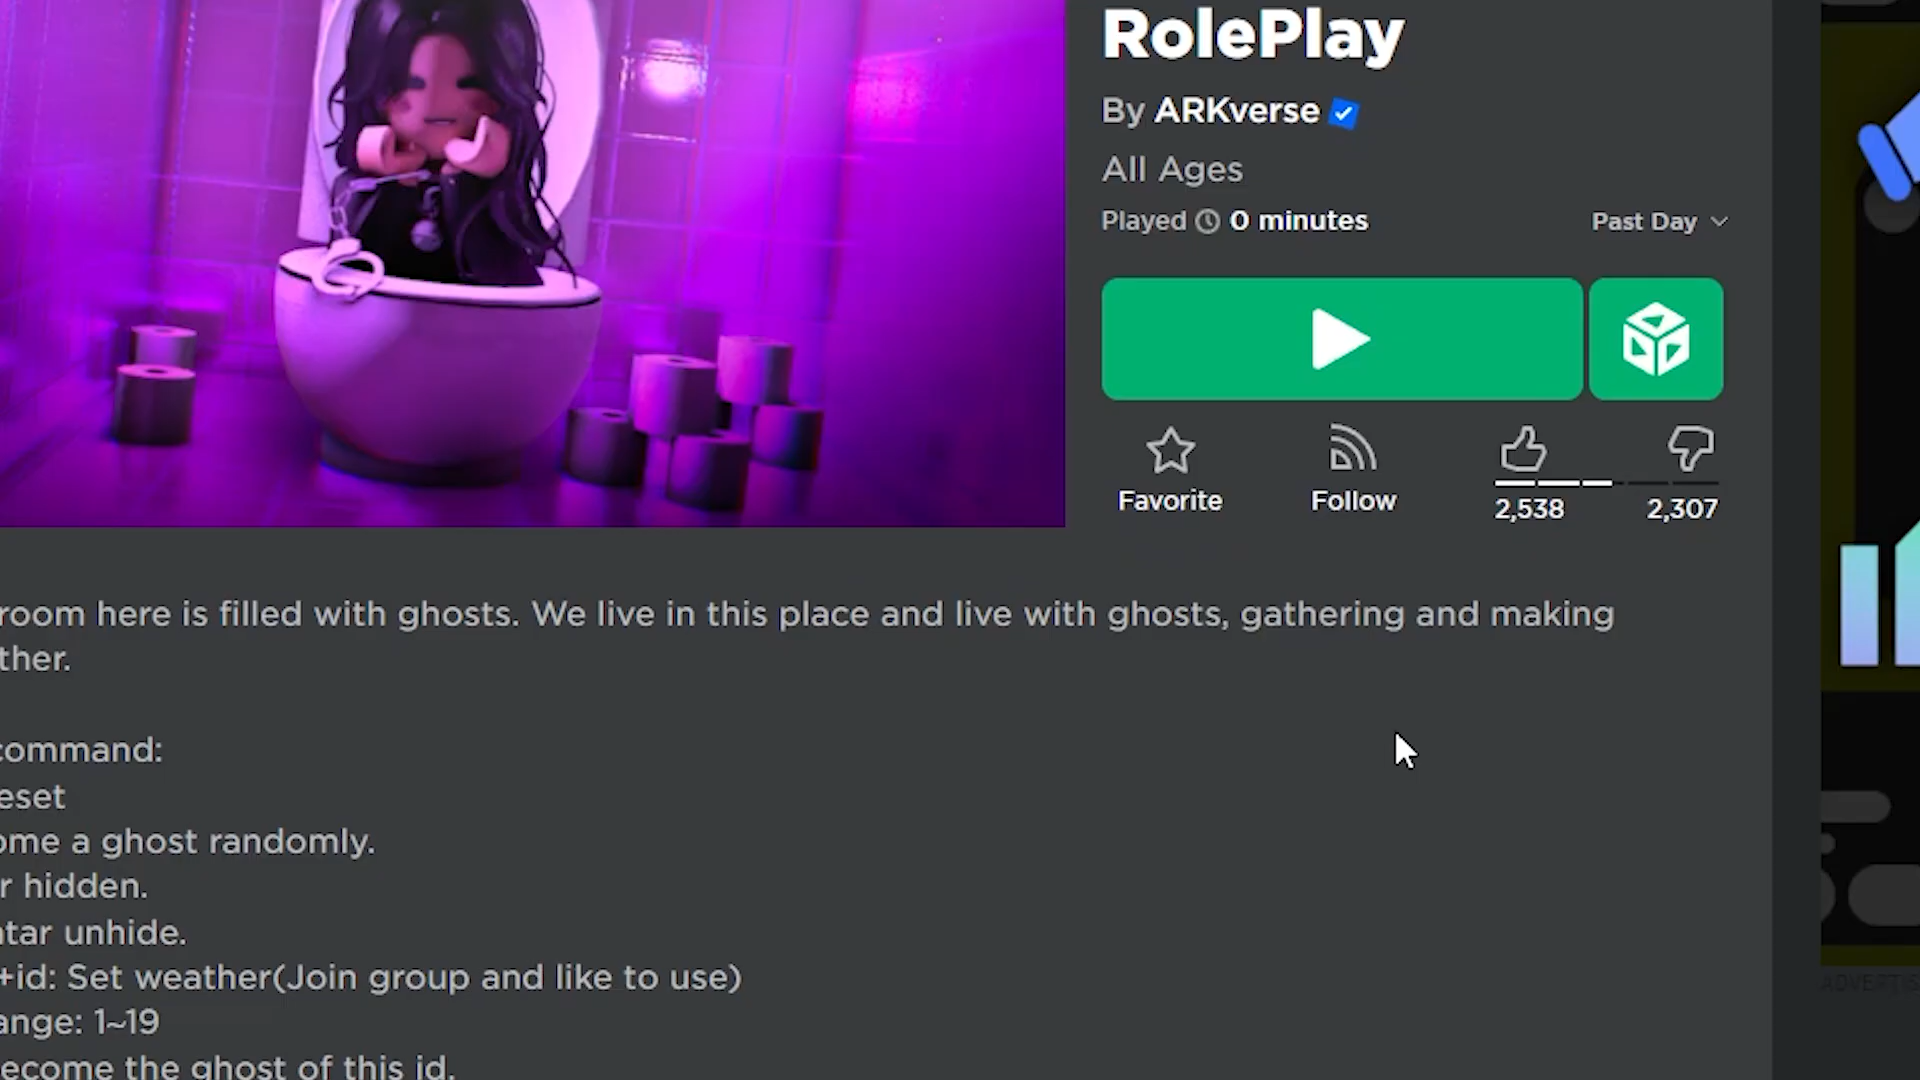 RolePlay
By ARKverse
All Ages
Played 0 minutes
Past Day
Favorite
Follow
2,538
2,307
room here is filled with ghosts. We live in this place and live with ghosts, gathering and making
ther.
command:
eset
ome a ghost randomly.
r hidden.
atar unhide.
+id: Set weather(Join group and like to use)
ange: 1~19
ecome the ghost of this id.
ADVERTIS